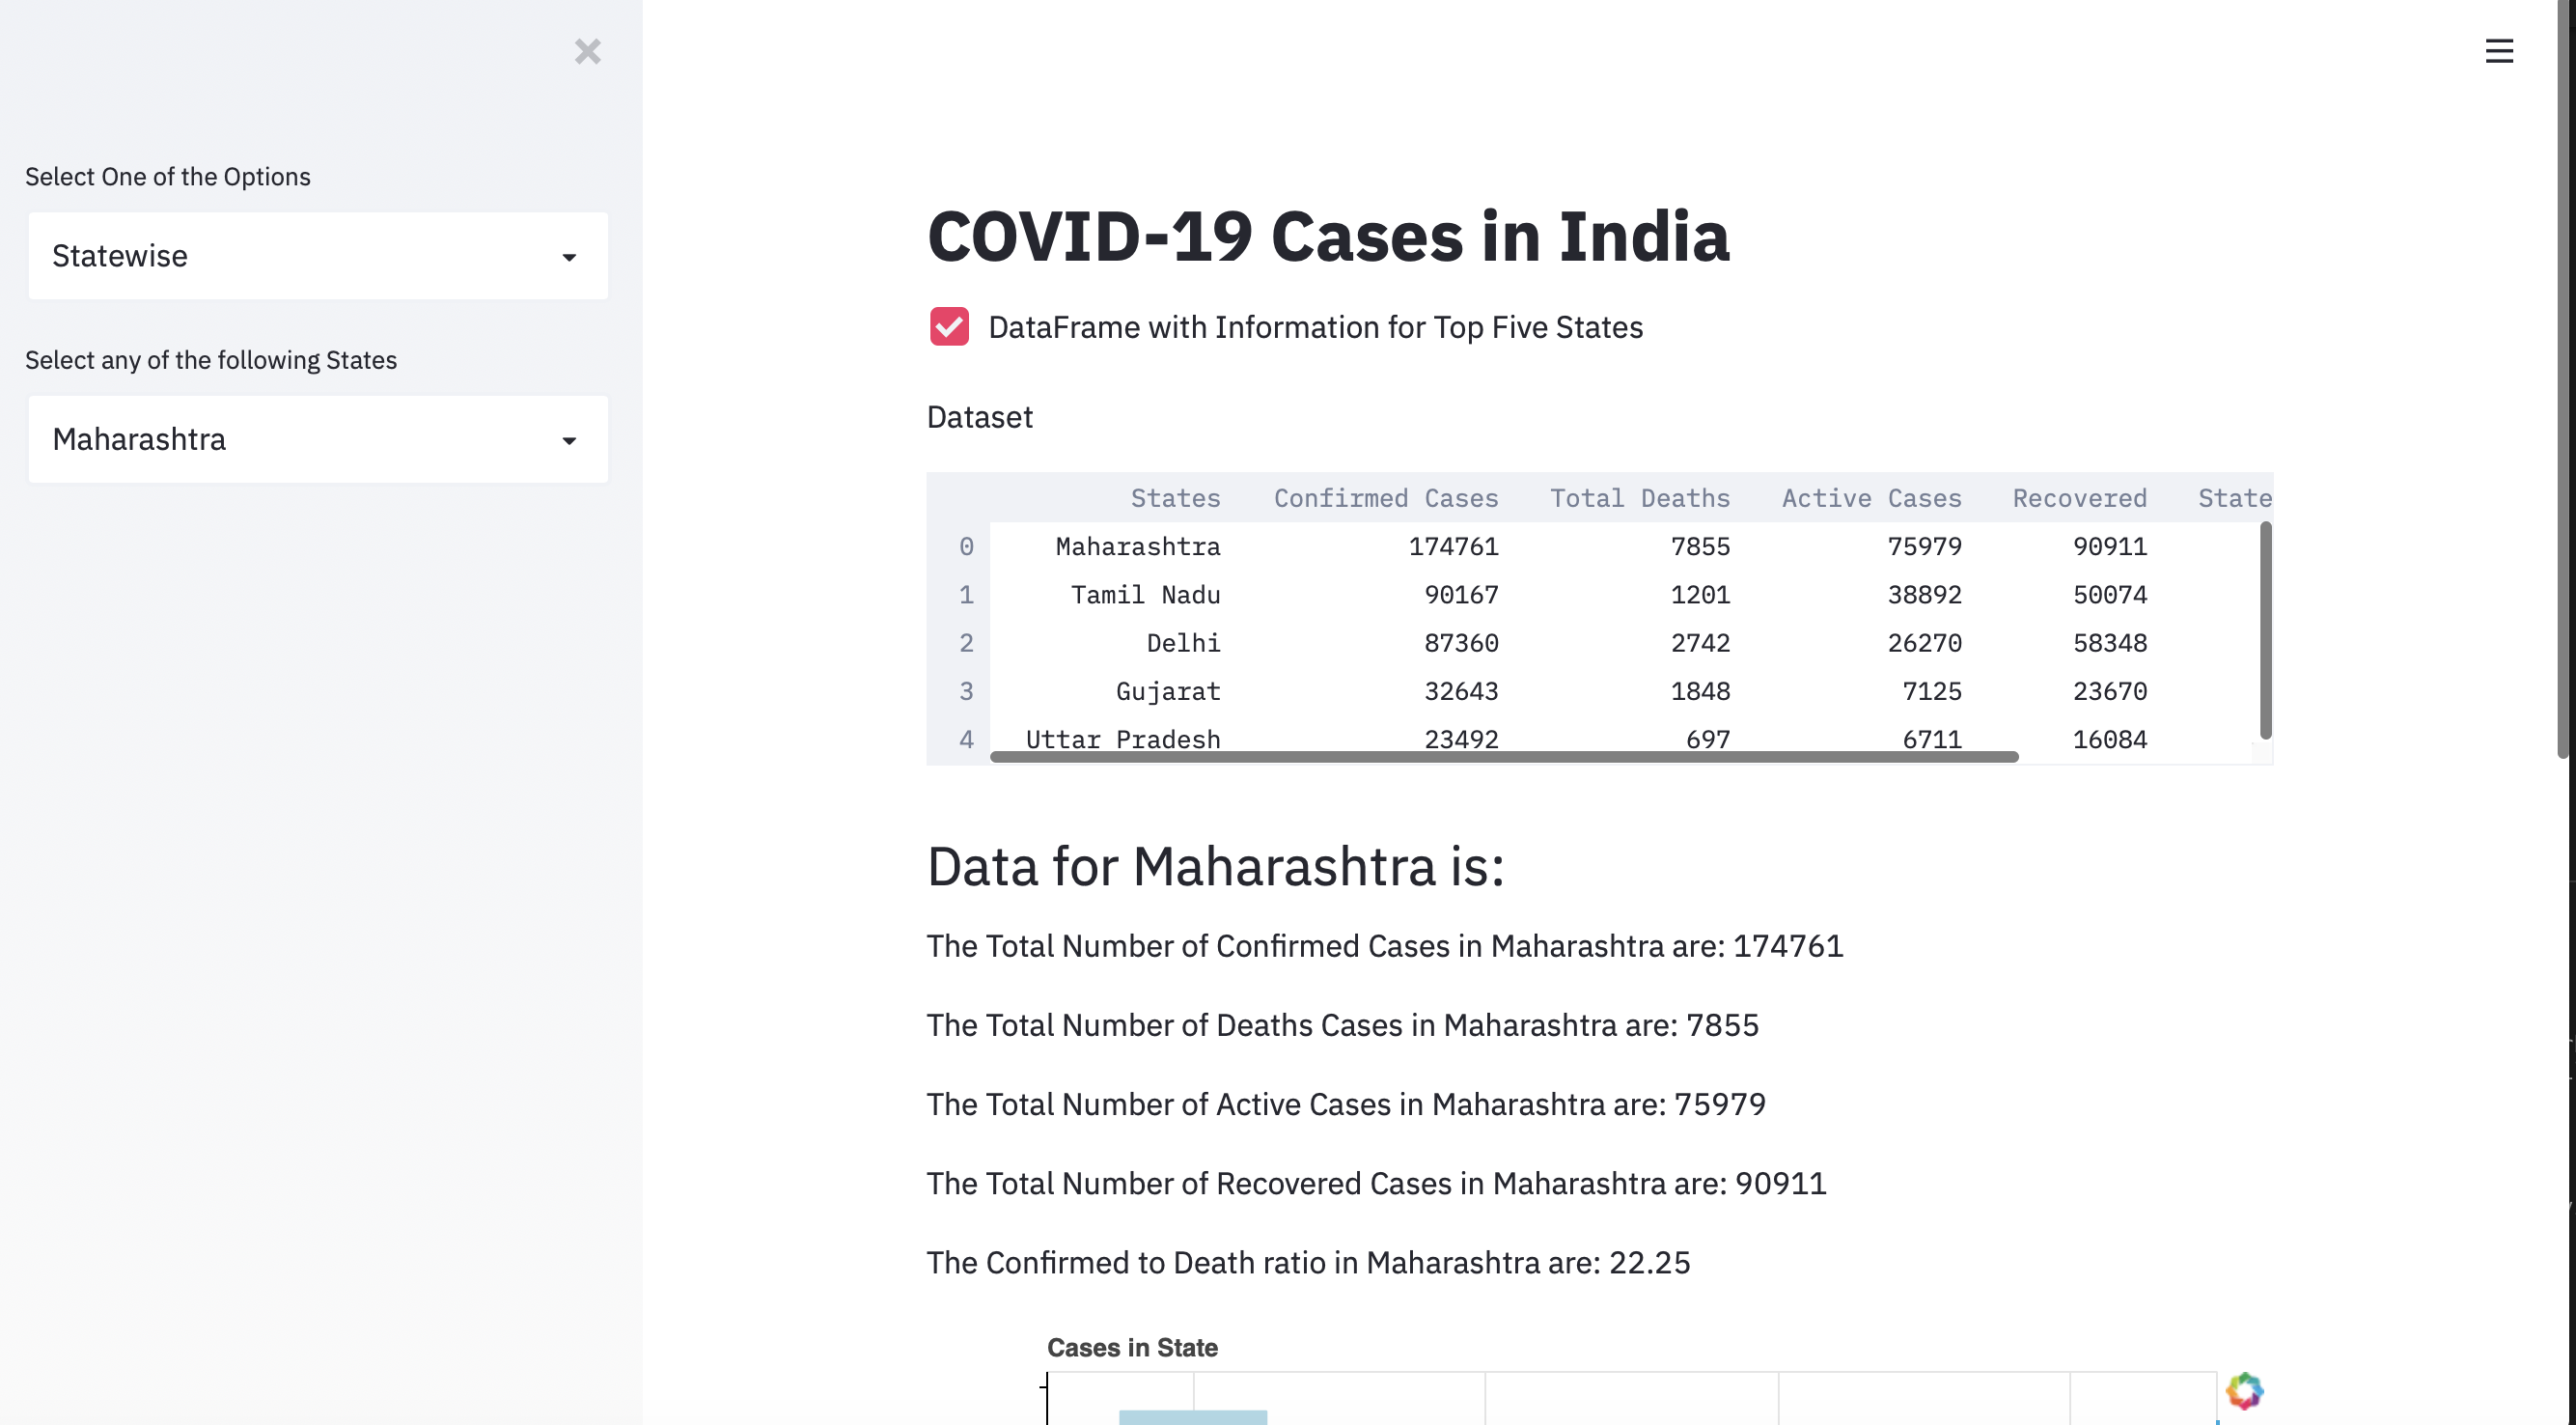 Select One of the Options
Statewise
Select any of the following States
Maharashtra
COVID-19 Cases in India
DataFrame with Information for Top Five States
Dataset
States Confirmed Cases Total Deaths Active Cases Recovered State
0 Maharashtra 174761 7855 75979 90911
1 Tamil Nadu 90167 1201 38892 50074
2 Delhi 87360 2742 26270 58348
3 Gujarat 32643 1848 7125 23670
4 Uttar Pradesh 23492 697 6711 16084
Data for Maharashtra is:
The Total Number of Confirmed Cases in Maharashtra are: 174761
The Total Number of Deaths Cases in Maharashtra are: 7855
The Total Number of Active Cases in Maharashtra are: 75979
The Total Number of Recovered Cases in Maharashtra are: 90911
The Confirmed to Death ratio in Maharashtra are: 22.25
Cases in State